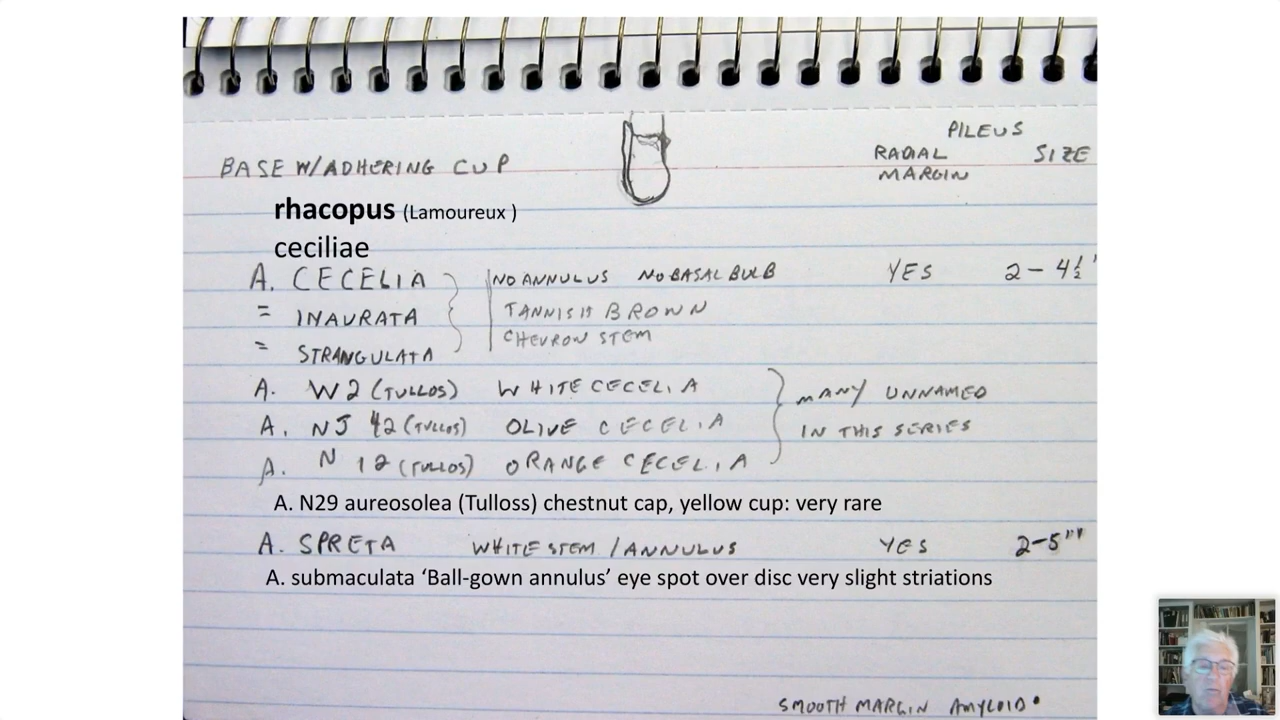 PILEUS
BASE W/ADHERING CUP RADIAL SIZE
MARGIN
rhacopus (Lamoureux )
ceciliae
A. CECELIA NO ANNULUS NO BASAL BULB YES 2 – 4½"
= INAURATA TANNISH BROWN
CHEVRON STEM
= STRANGULATA
A. W2 (TULLOS) WHITE CECELIA MANY UNNAMED
A. NJ 42 (TULLOS) OLIVE CECELIA IN THIS SERIES
A. N 12 (TULLOS) ORANGE CECELIA
A. N29 aureosolea (Tulloss) chestnut cap, yellow cup: very rare
A. SPRETA WHITE STEM / ANNULUS YES 2–5""
A. submaculata ‘Ball-gown annulus’ eye spot over disc very slight striations
SMOOTH MARGIN AMYLOID •